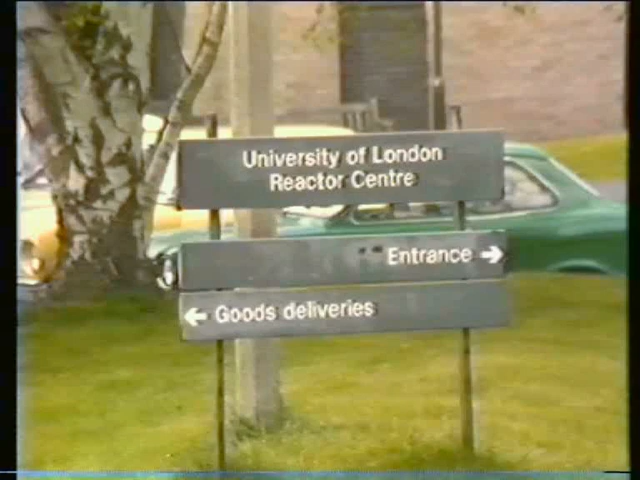 University of London
Reactor Centre
Entrance →
← Goods deliveries